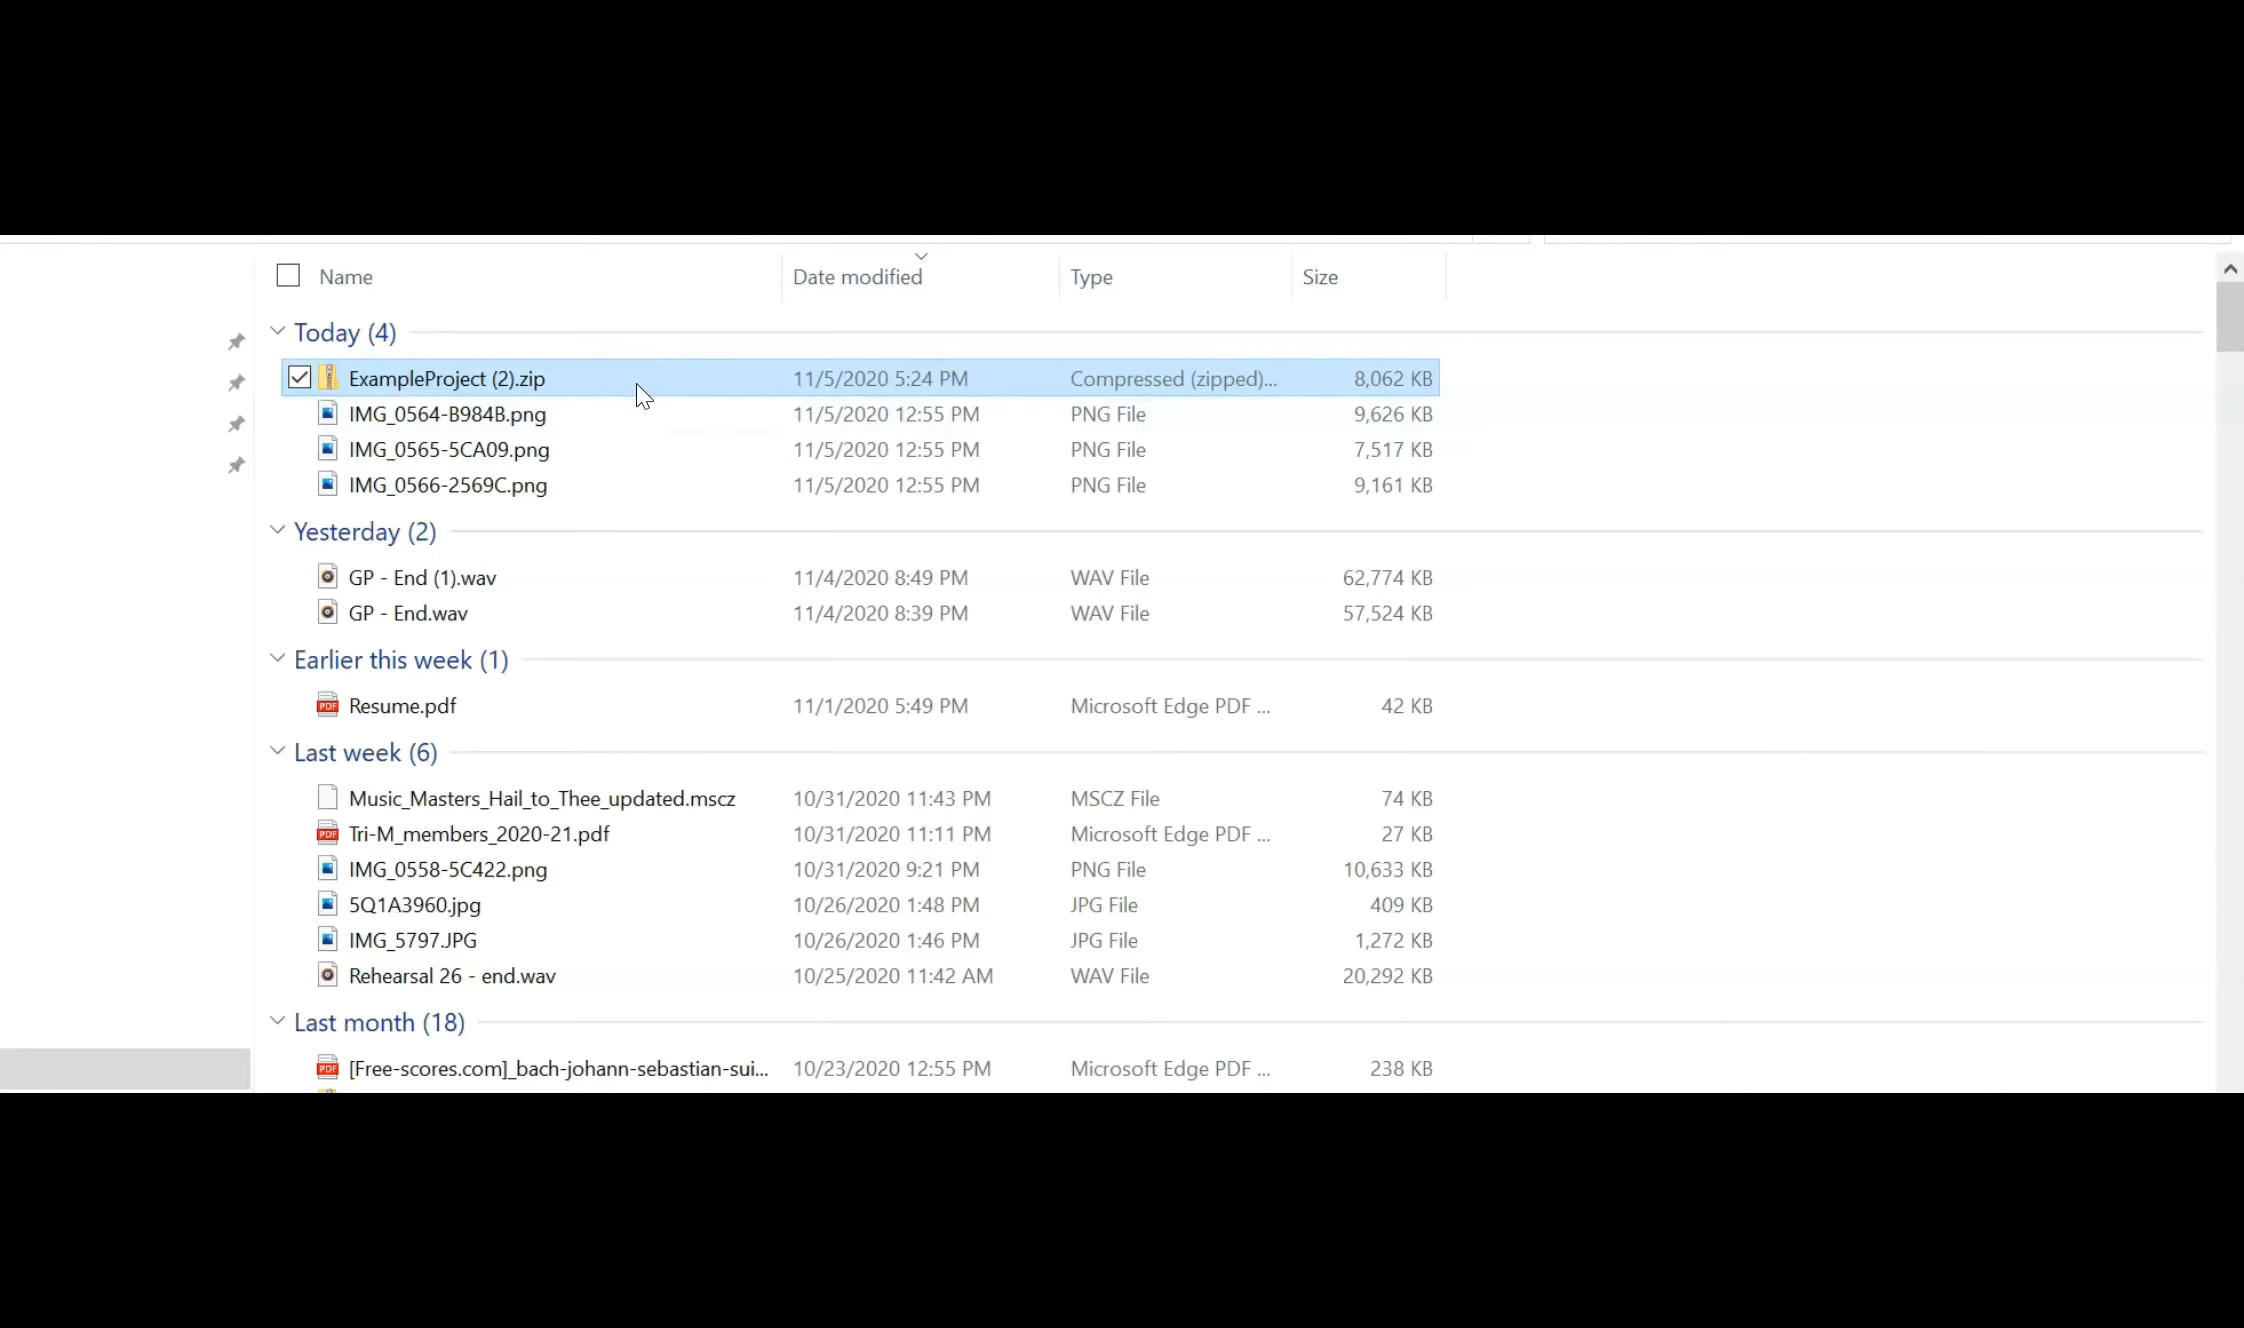 Name Date modified Type Size
Today (4)
ExampleProject (2).zip 11/5/2020 5:24 PM Compressed (zipped)... 8,062 KB
IMG_0564-B984B.png 11/5/2020 12:55 PM PNG File 9,626 KB
IMG_0565-5CA09.png 11/5/2020 12:55 PM PNG File 7,517 KB
IMG_0566-2569C.png 11/5/2020 12:55 PM PNG File 9,161 KB
Yesterday (2)
GP - End (1).wav 11/4/2020 8:49 PM WAV File 62,774 KB
GP - End.wav 11/4/2020 8:39 PM WAV File 57,524 KB
Earlier this week (1)
Resume.pdf 11/1/2020 5:49 PM Microsoft Edge PDF ... 42 KB
Last week (6)
Music_Masters_Hail_to_Thee_updated.mscz 10/31/2020 11:43 PM MSCZ File 74 KB
Tri-M_members_2020-21.pdf 10/31/2020 11:11 PM Microsoft Edge PDF ... 27 KB
IMG_0558-5C422.png 10/31/2020 9:21 PM PNG File 10,633 KB
5Q1A3960.jpg 10/26/2020 1:48 PM JPG File 409 KB
IMG_5797.JPG 10/26/2020 1:46 PM JPG File 1,272 KB
Rehearsal 26 - end.wav 10/25/2020 11:42 AM WAV File 20,292 KB
Last month (18)
[Free-scores.com]_bach-johann-sebastian-sui... 10/23/2020 12:55 PM Microsoft Edge PDF ... 238 KB